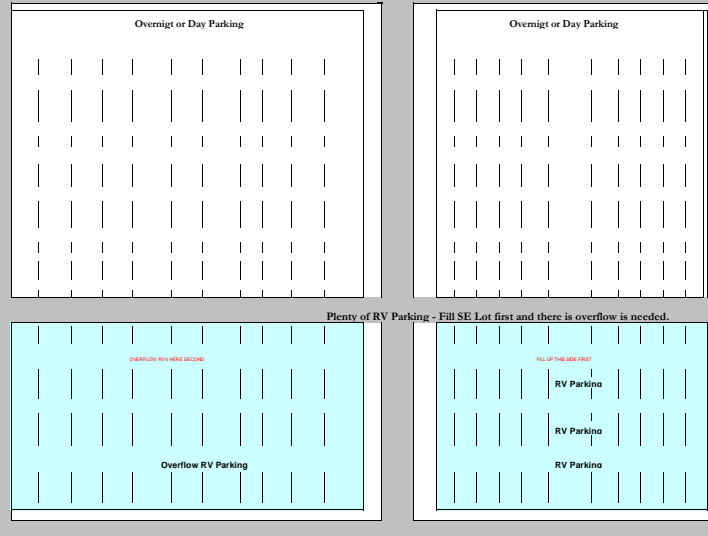 Overnigt or Day Parking
Overnigt or Day Parking
Plenty of RV Parking - Fill SE Lot first and there is overflow is needed.
OVERFLOW RV's HERE SECOND
FILL UP THIS SIDE FIRST
RV Parking
RV Parking
Overflow RV Parking
RV Parking